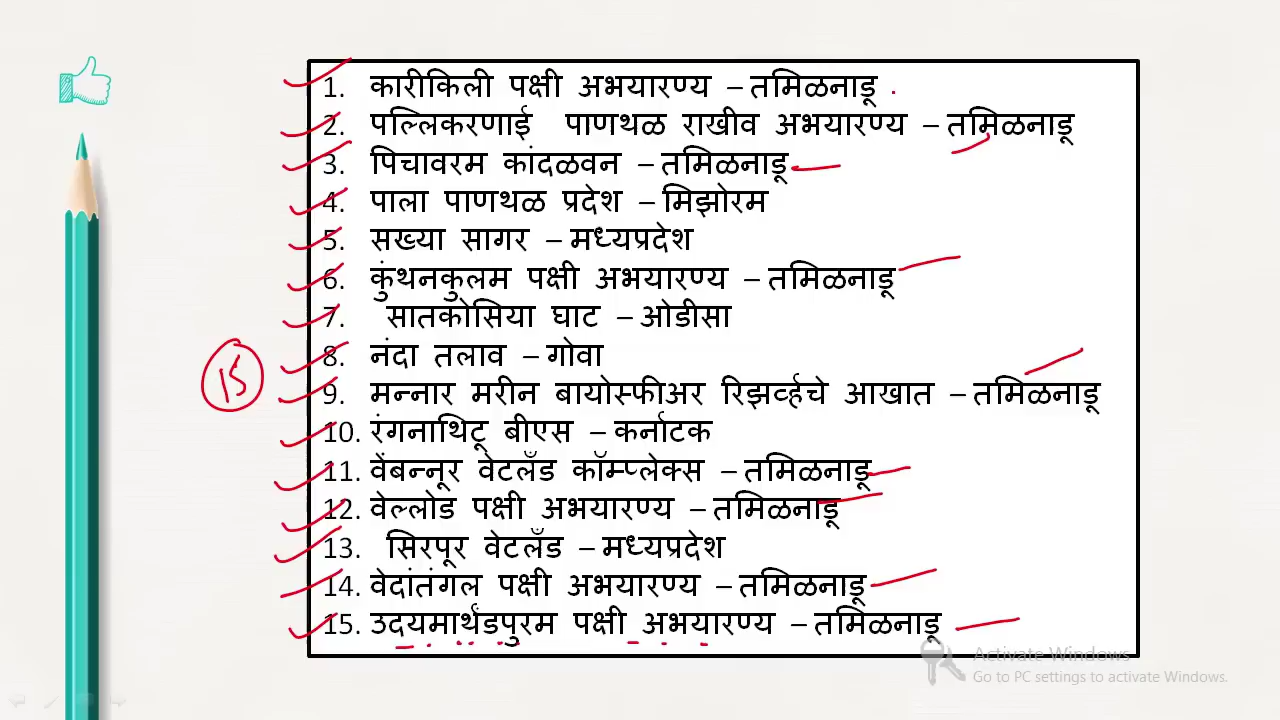 1. कारीकिली पक्षी अभयारण्य – तमिळनाडू
2. पल्लिकरणाई पाणथळ राखीव अभयारण्य – तमिळनाडू
3. पिचावरम कांदळवन – तमिळनाडू
4. पाला पाणथळ प्रदेश – मिझोरम
5. सख्या सागर – मध्यप्रदेश
6. कुंथनकुलम पक्षी अभयारण्य – तमिळनाडू
7. सातकोसिया घाट – ओडीसा
8. नंदा तलाव – गोवा
15
9. मन्नार मरीन बायोस्फीअर रिझर्व्हचे आखात – तमिळनाडू
10. रंगनाथिटू बीएस – कर्नाटक
11. वेंबन्नूर वेटलँड कॉम्प्लेक्स – तमिळनाडू
12. वेल्लोड पक्षी अभयारण्य – तमिळनाडू
13. सिरपूर वेटलँड – मध्यप्रदेश
14. वेदांतंगल पक्षी अभयारण्य – तमिळनाडू
15. उदयमार्थंडपुरम पक्षी अभयारण्य – तमिळनाडू
Activate Windows
Go to PC settings to activate Windows.